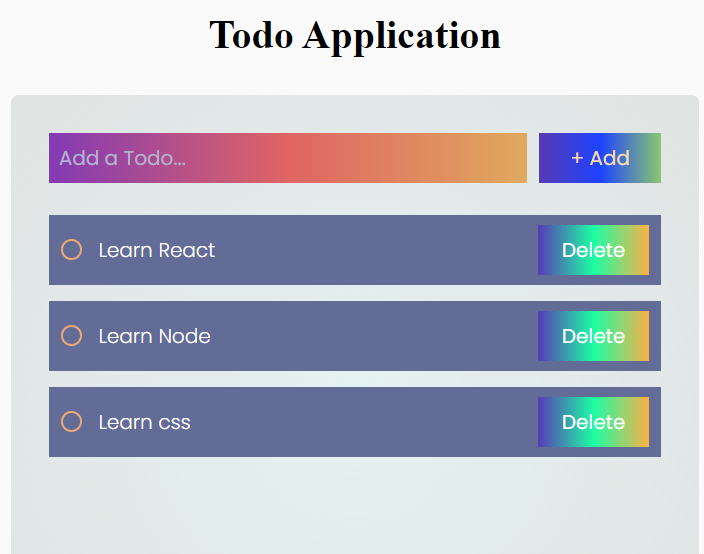 Todo Application
Add a Todo...
+ Add
Learn React
Delete
Learn Node
Delete
Learn css
Delete